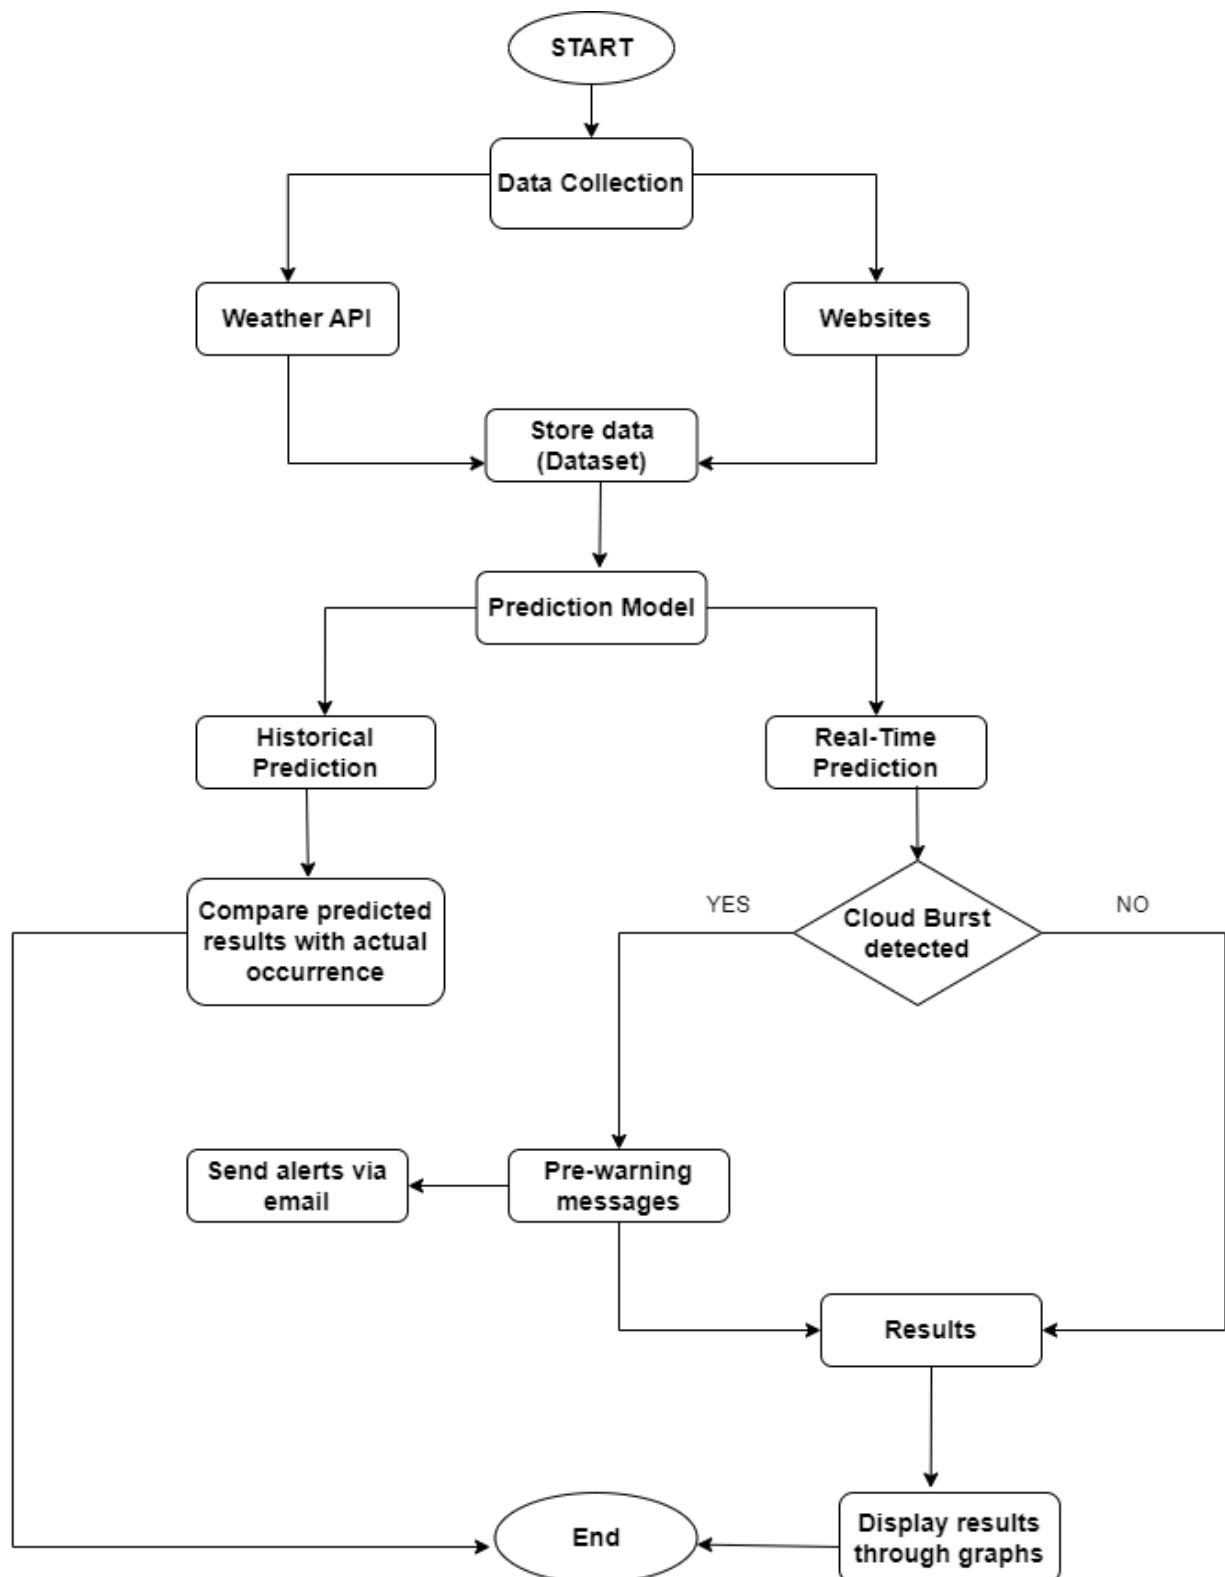 START
Data Collection
Weather API
Websites
Store data
(Dataset)
Prediction Model
Historical
Prediction
Real-Time
Prediction
Compare predicted
results with actual
occurrence
YES
Cloud Burst
detected
NO
Send alerts via
email
Pre-warning
messages
Results
End
Display results
through graphs